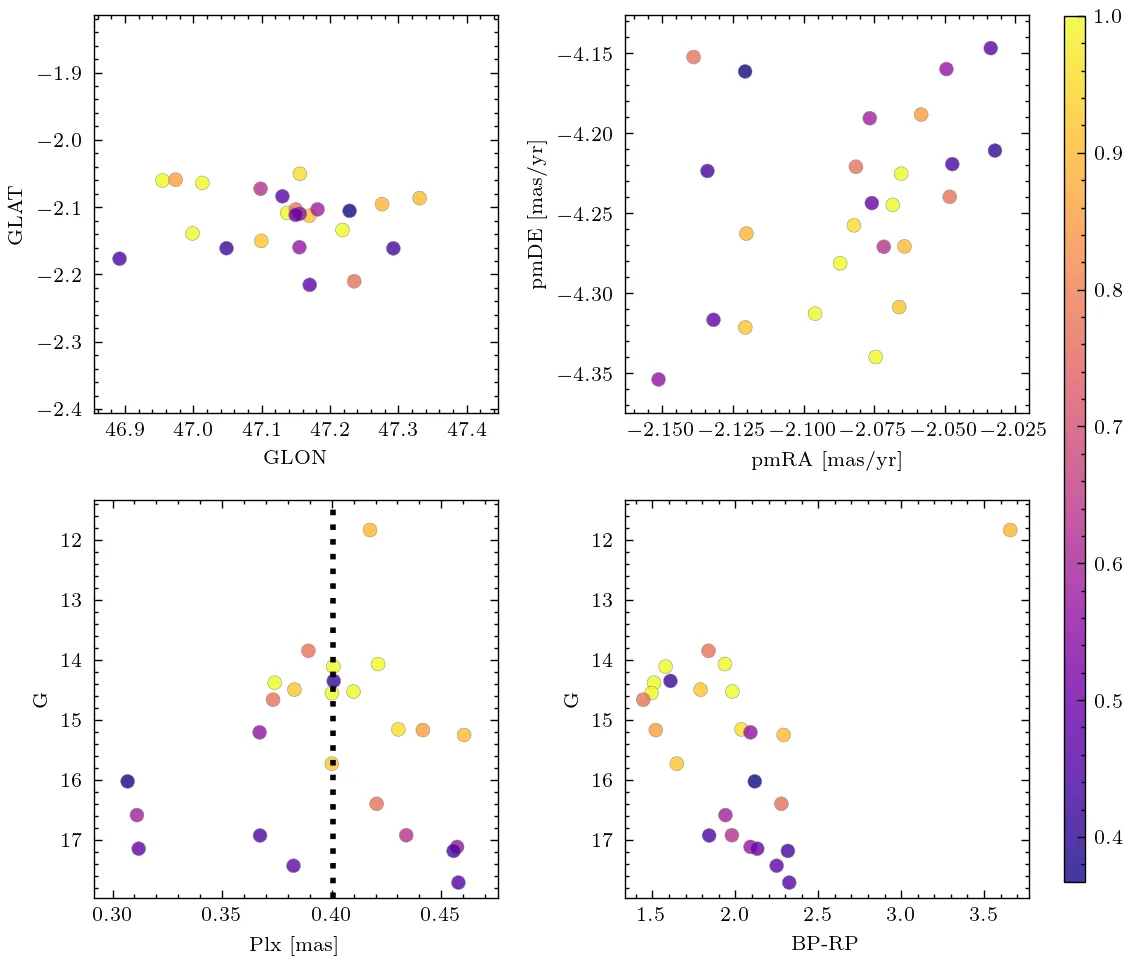 −1.9
−2.0
−2.1
−2.2
−2.3
−2.4
GLAT
46.9 47.0 47.1 47.2 47.3 47.4
GLON
−4.15
−4.20
−4.25
−4.30
−4.35
pmDE [mas/yr]
−2.150 −2.125 −2.100 −2.075 −2.050 −2.025
pmRA [mas/yr]
12
13
14
15
16
17
G
0.30 0.35 0.40 0.45
Plx [mas]
12
13
14
15
16
17
G
1.5 2.0 2.5 3.0 3.5
BP-RP
1.0
0.9
0.8
0.7
0.6
0.5
0.4